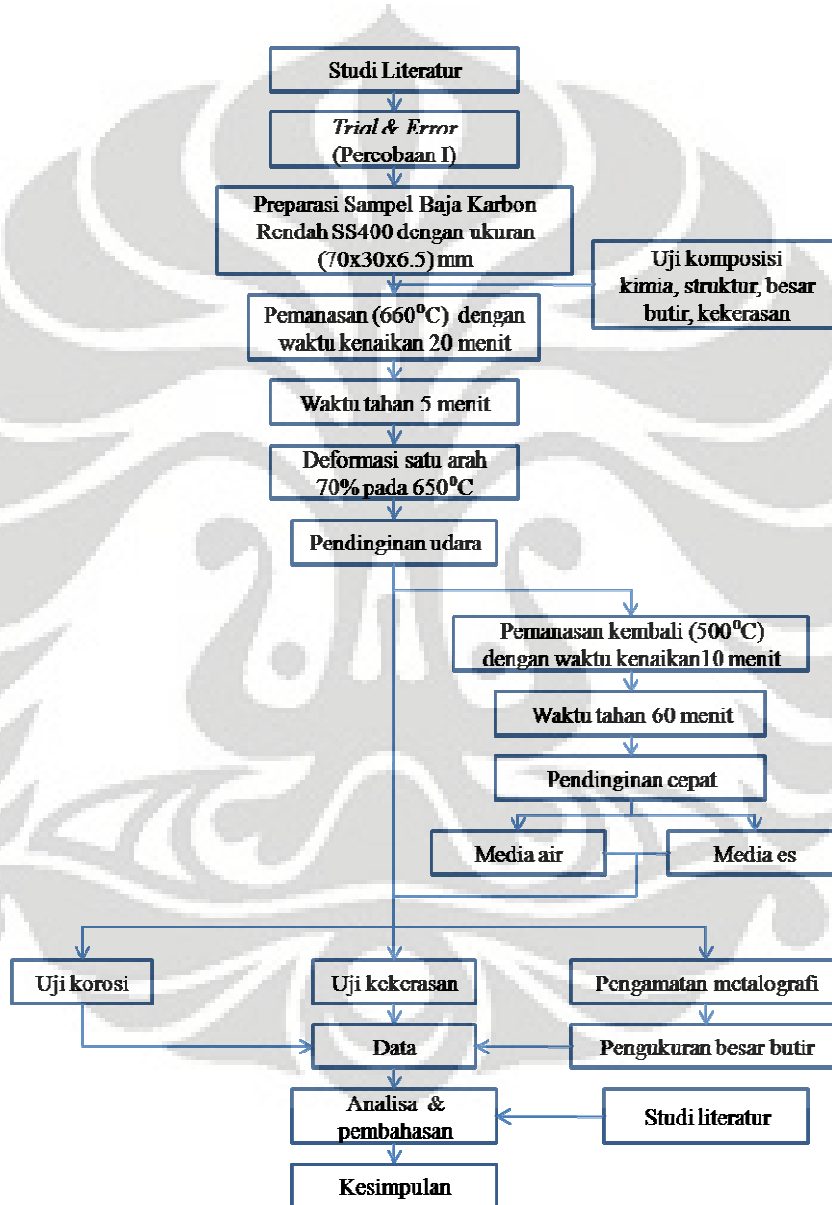 Studi Literatur
Trial & Error
(Percobaan I)
Preparasi Sampel Baja Karbon
Rendah SS400 dengan ukuran
(70x30x6.5) mm
Uji komposisi
kimia, struktur, besar
butir, kekerasan
Pemanasan (660⁰C) dengan
waktu kenaikan 20 menit
Waktu tahan 5 menit
Deformasi satu arah
70% pada 650⁰C
Pendinginan udara
Pemanasan kembali (500⁰C)
dengan waktu kenaikan10 menit
Waktu tahan 60 menit
Pendinginan cepat
Media air
Media es
Uji korosi
Uji kekerasan
Pengamatan metalografi
Data
Pengukuran besar butir
Analisa &
pembahasan
Studi literatur
Kesimpulan